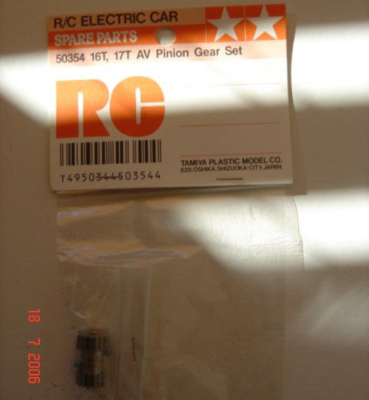 R/C ELECTRIC CAR
SPARE PARTS
50354 16T, 17T AV Pinion Gear Set
RC
T4950344503544
TAMIYA PLASTIC MODEL CO.
628, OSHIKA, SHIZUOKA-CITY, JAPAN.
18 7 2006